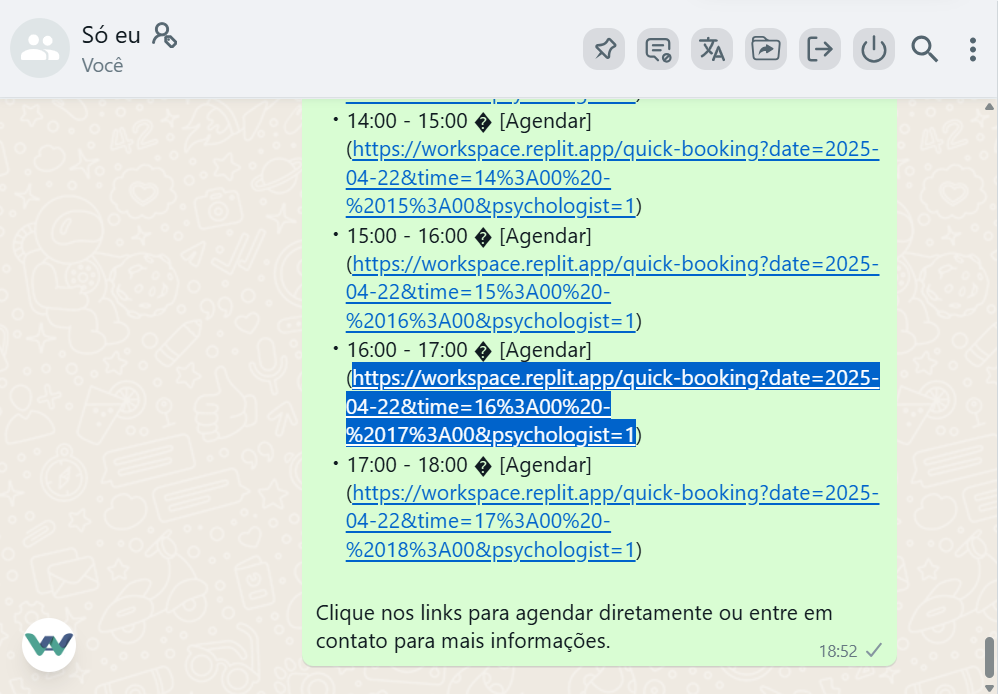 Só eu
Você
• 14:00 - 15:00 � [Agendar]
(https://workspace.replit.app/quick-booking?date=2025-
04-22&time=14%3A00%20-
%2015%3A00&psychologist=1)
• 15:00 - 16:00 � [Agendar]
(https://workspace.replit.app/quick-booking?date=2025-
04-22&time=15%3A00%20-
%2016%3A00&psychologist=1)
• 16:00 - 17:00 � [Agendar]
(https://workspace.replit.app/quick-booking?date=2025-
04-22&time=16%3A00%20-
%2017%3A00&psychologist=1)
• 17:00 - 18:00 � [Agendar]
(https://workspace.replit.app/quick-booking?date=2025-
04-22&time=17%3A00%20-
%2018%3A00&psychologist=1)
Clique nos links para agendar diretamente ou entre em
contato para mais informações.
18:52